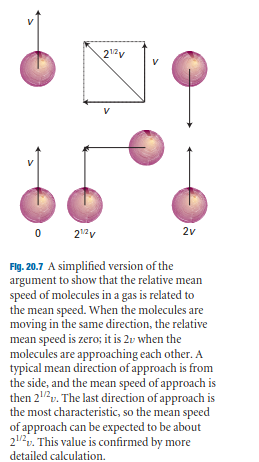 v
2^{1/2}v
v
v
v
0
2^{1/2}v
2v
Fig. 20.7 A simplified version of the
argument to show that the relative mean
speed of molecules in a gas is related to
the mean speed. When the molecules are
moving in the same direction, the relative
mean speed is zero; it is 2v when the
molecules are approaching each other. A
typical mean direction of approach is from
the side, and the mean speed of approach is
then 2^{1/2}v. The last direction of approach is
the most characteristic, so the mean speed
of approach can be expected to be about
2^{1/2}v. This value is confirmed by more
detailed calculation.